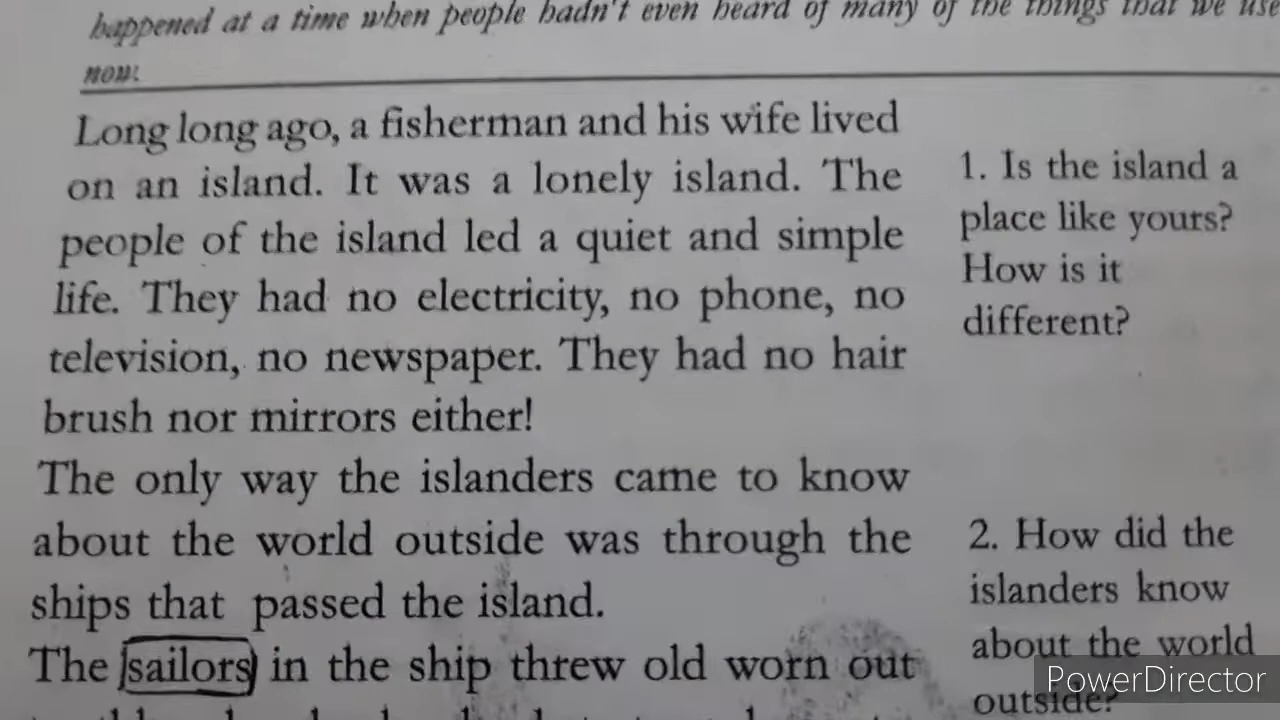 happened at a time when people hadn't even heard of many of the things that we use
now.
Long long ago, a fisherman and his wife lived
on an island. It was a lonely island. The
people of the island led a quiet and simple
life. They had no electricity, no phone, no
television, no newspaper. They had no hair
brush nor mirrors either!
The only way the islanders came to know
about the world outside was through the
ships that passed the island.
The sailors in the ship threw old worn out
1. Is the island a
place like yours?
How is it
different?
2. How did the
islanders know
about the world
outside?
PowerDirector